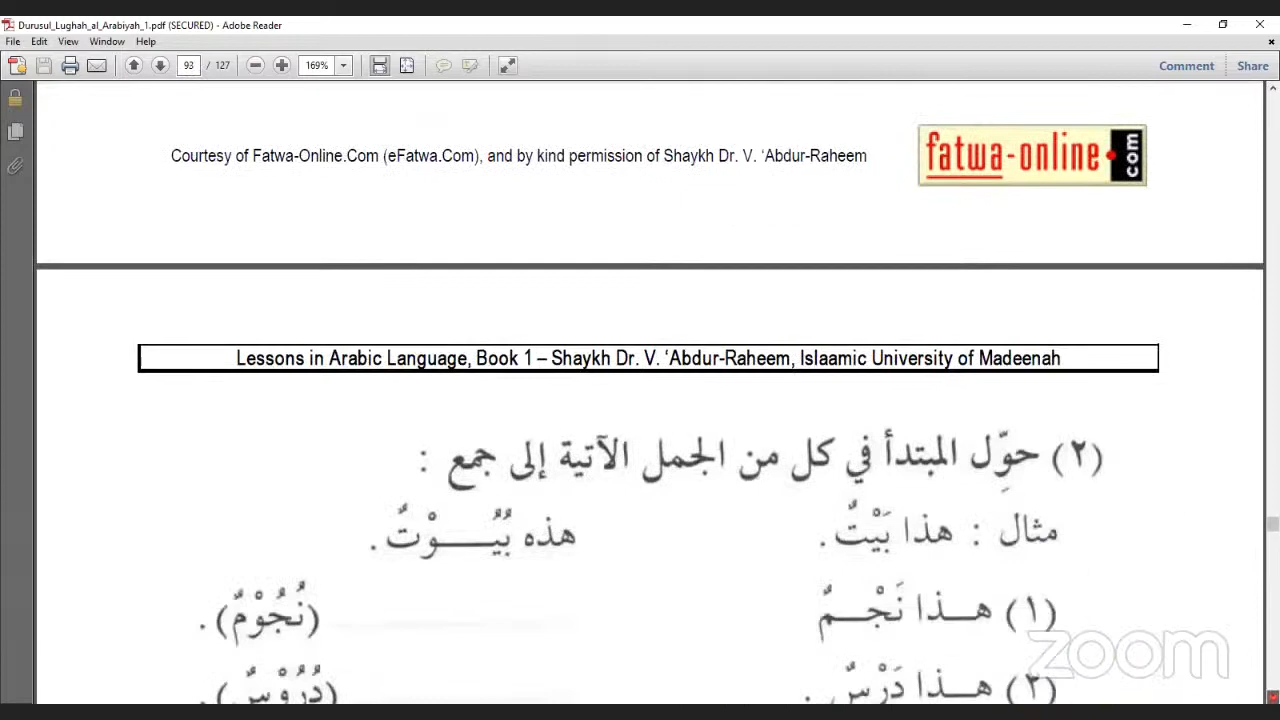 Durusul_Lughah_al_Arabiyah_1.pdf (SECURED) - Adobe Reader
File Edit View Window Help
93 / 127 169% Comment Share
Courtesy of Fatwa-Online.Com (eFatwa.Com), and by kind permission of Shaykh Dr. V. ‘Abdur-Raheem
fatwa-online.com
Lessons in Arabic Language, Book 1 – Shaykh Dr. V. ‘Abdur-Raheem, Islaamic University of Madeenah
(٢) حوِّل المبتدأ في كل من الجمل الآتية إلى جمع :
مثال : هذا بَيْتٌ. هذه بُيُـــوْتٌ.
(١) هـــذا نَجْـــمٌ (نُجُوْمٌ).
(٢) هـــذا دَرْسٌ . (دُرُوْسٌ).
zoom